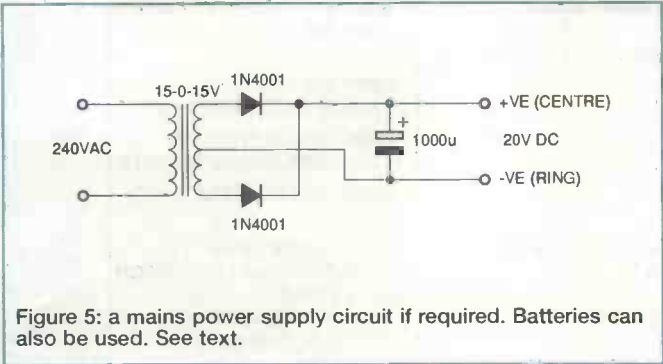 15-0-15V
1N4001
+VE (CENTRE)
240VAC
+
1000u
20V DC
-VE (RING)
1N4001
Figure 5: a mains power supply circuit if required. Batteries can
also be used. See text.